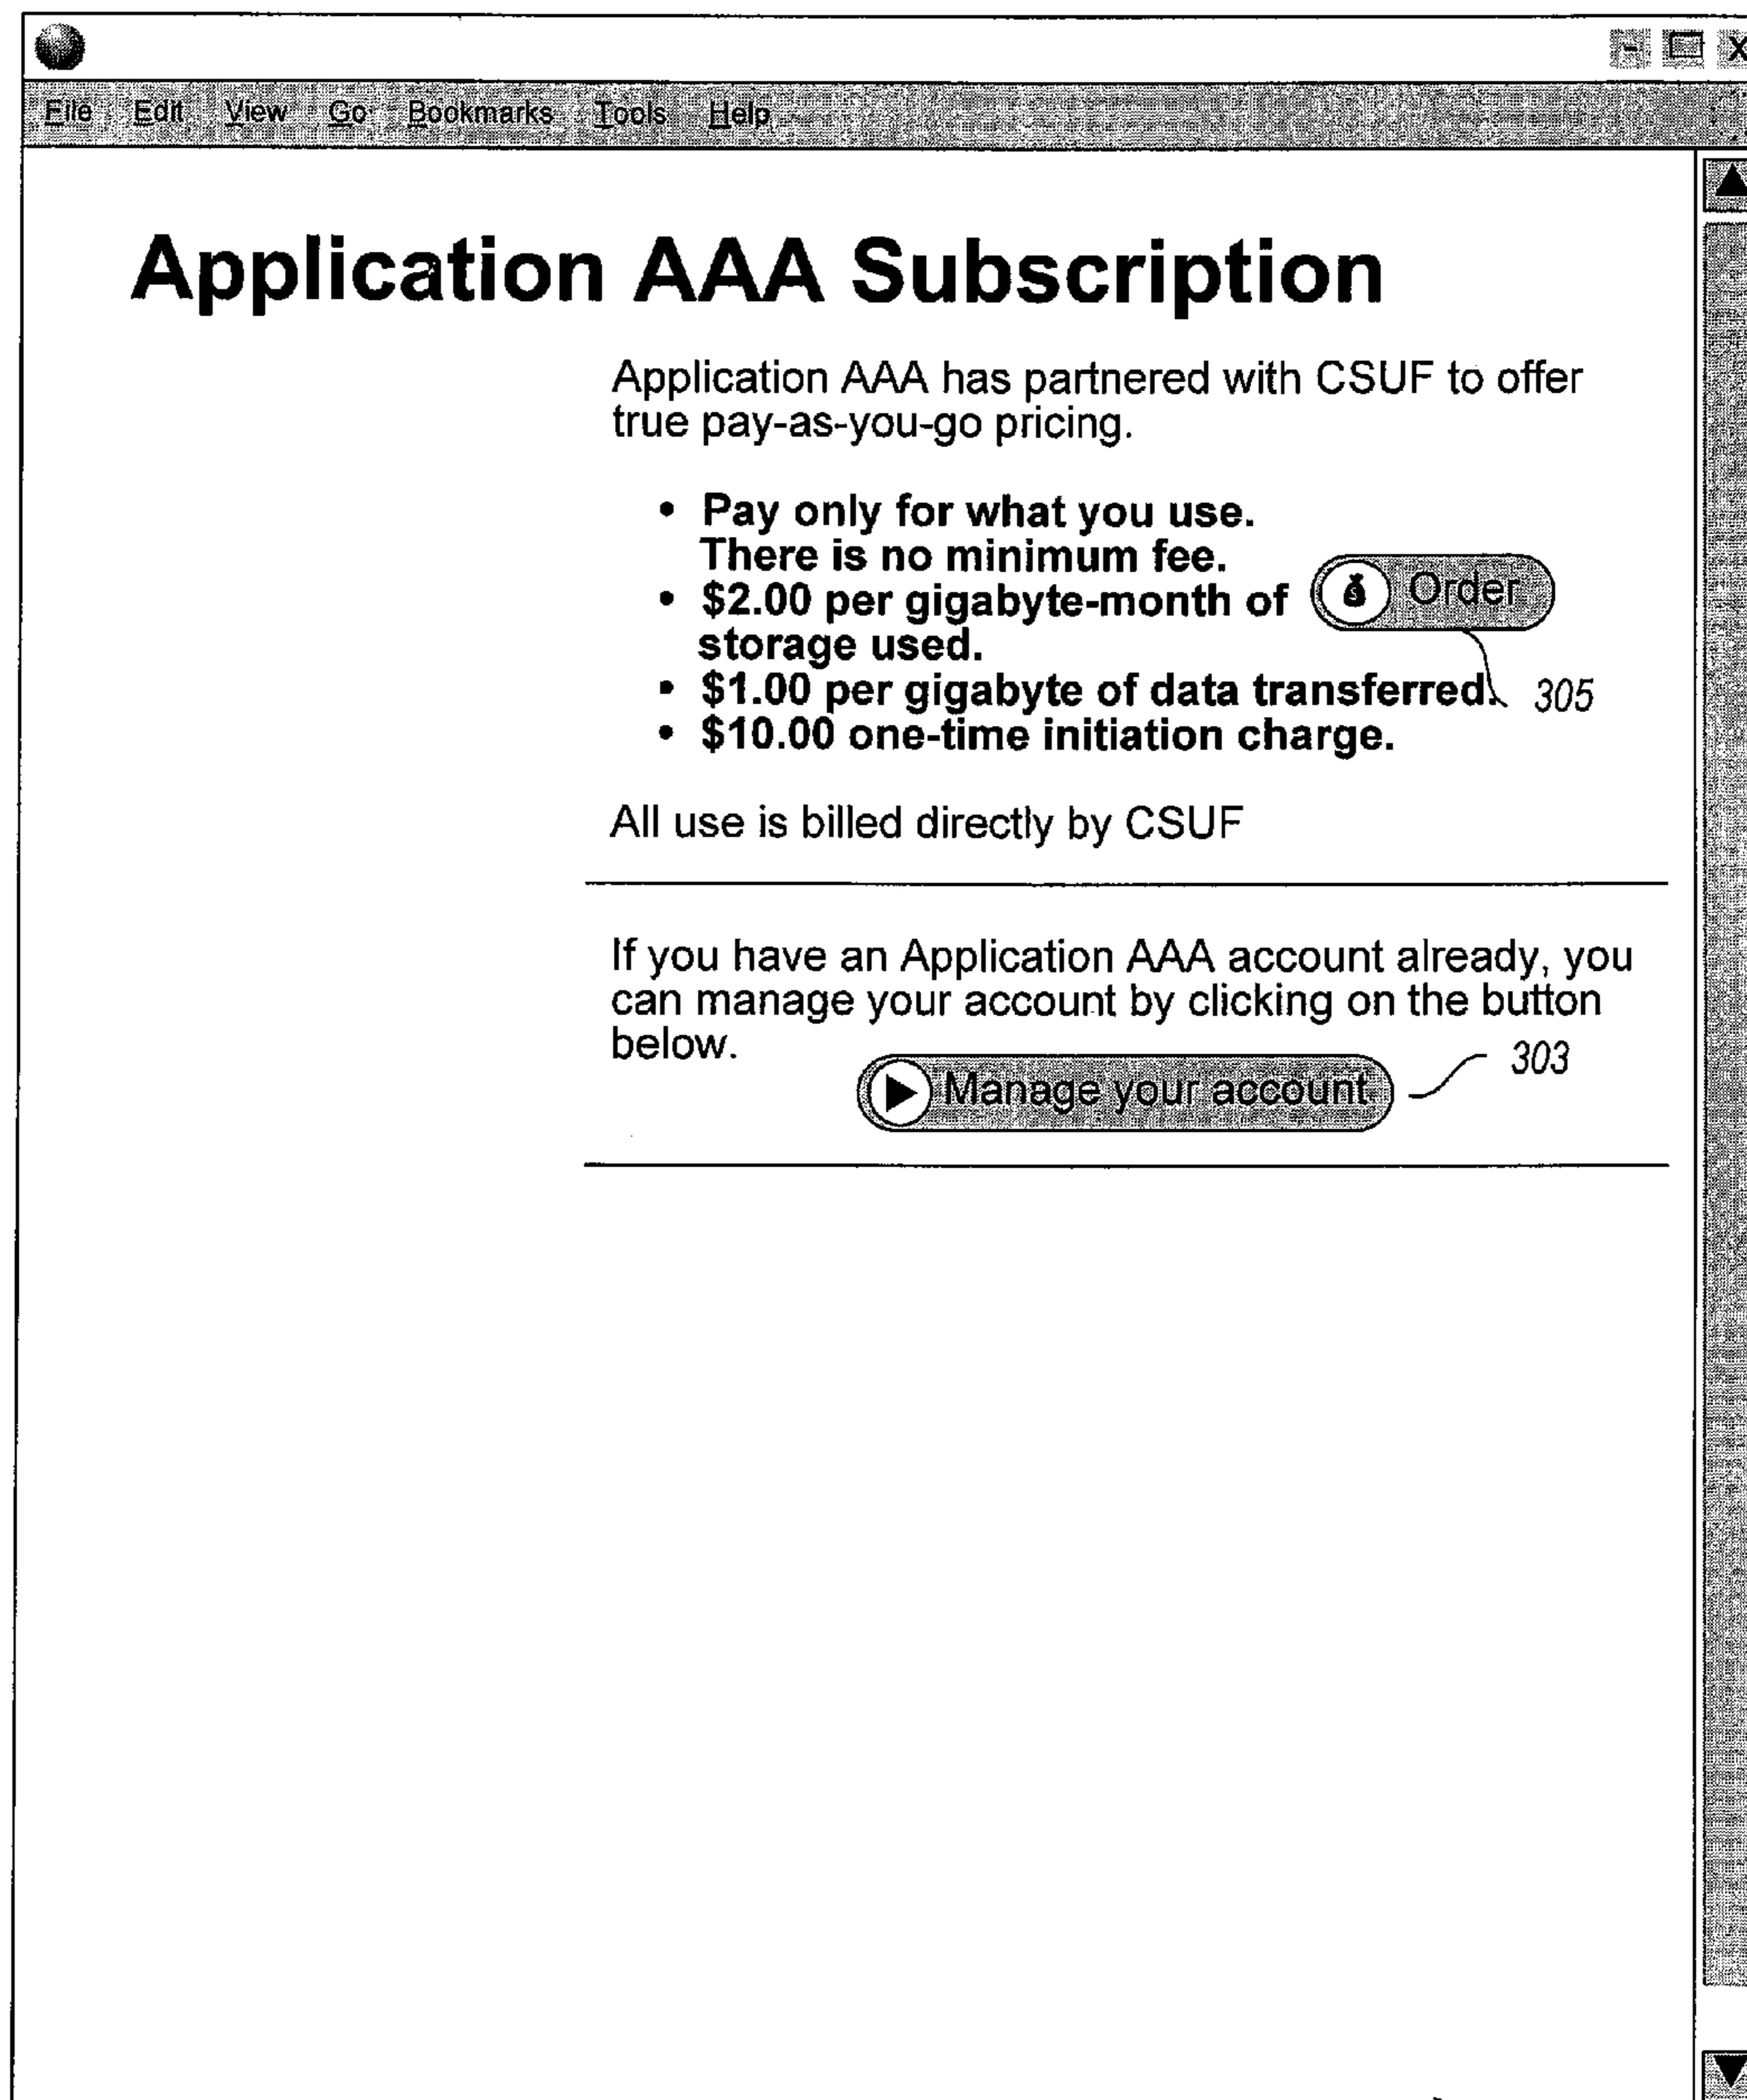 File Edit View Go Bookmarks Tools Help
Application AAA Subscription
Application AAA has partnered with CSUF to offer
true pay-as-you-go pricing.
• Pay only for what you use.
There is no minimum fee.
• $2.00 per gigabyte-month of
storage used.
Order
• $1.00 per gigabyte of data transferred.
305
• $10.00 one-time initiation charge.
All use is billed directly by CSUF
If you have an Application AAA account already, you
can manage your account by clicking on the button
below.
Manage your account
303